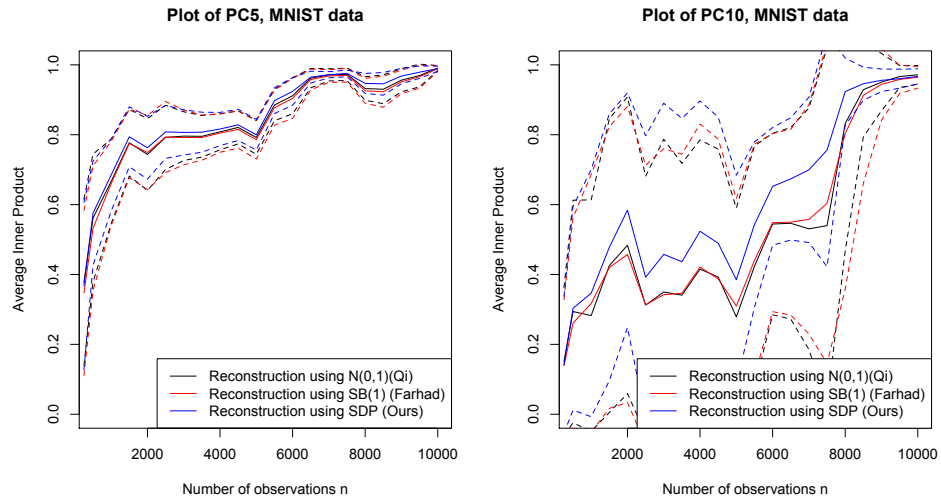 Plot of PC5, MNIST data
Average Inner Product
1.0
0.8
0.6
0.4
0.2
0.0
Reconstruction using N(0,1)(Qi)
Reconstruction using SB(1) (Farhad)
Reconstruction using SDP (Ours)
2000 4000 6000 8000 10000
Number of observations n
Plot of PC10, MNIST data
Average Inner Product
1.0
0.8
0.6
0.4
0.2
0.0
Reconstruction using N(0,1)(Qi)
Reconstruction using SB(1) (Farhad)
Reconstruction using SDP (Ours)
2000 4000 6000 8000 10000
Number of observations n